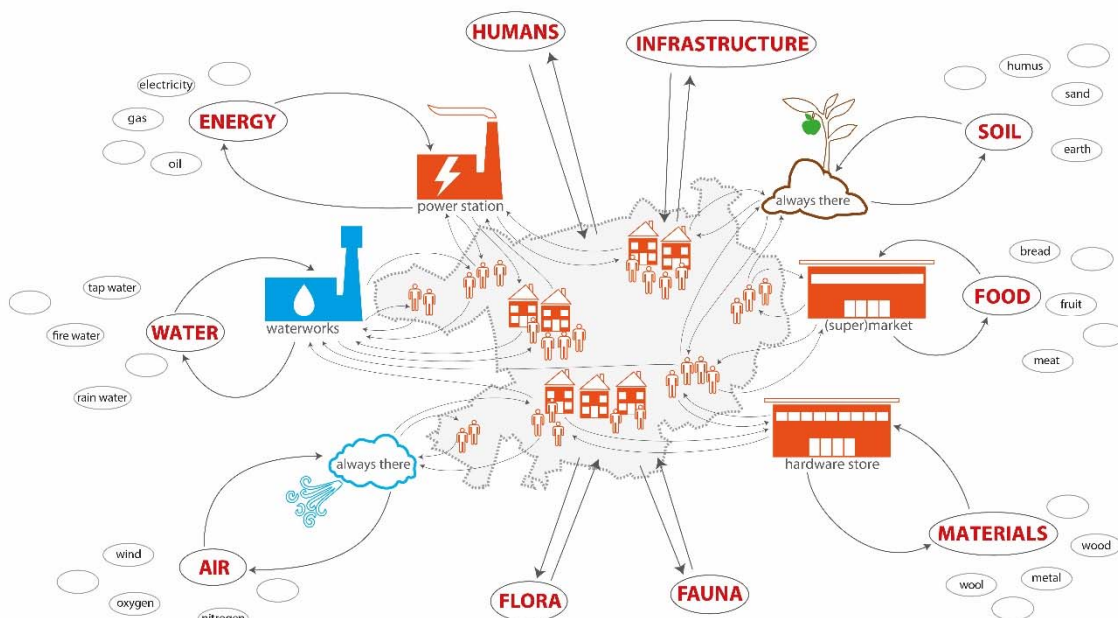 HUMANS
INFRASTRUCTURE
humus
electricity
sand
gas
ENERGY
SOIL
earth
oil
power station
always there
bread
tap water
FOOD
fruit
fire water
WATER
waterworks
(super)market
meat
rain water
always there
hardware store
MATERIALS
wood
wind
AIR
metal
wool
FLORA
FAUNA
oxygen
nitrogen